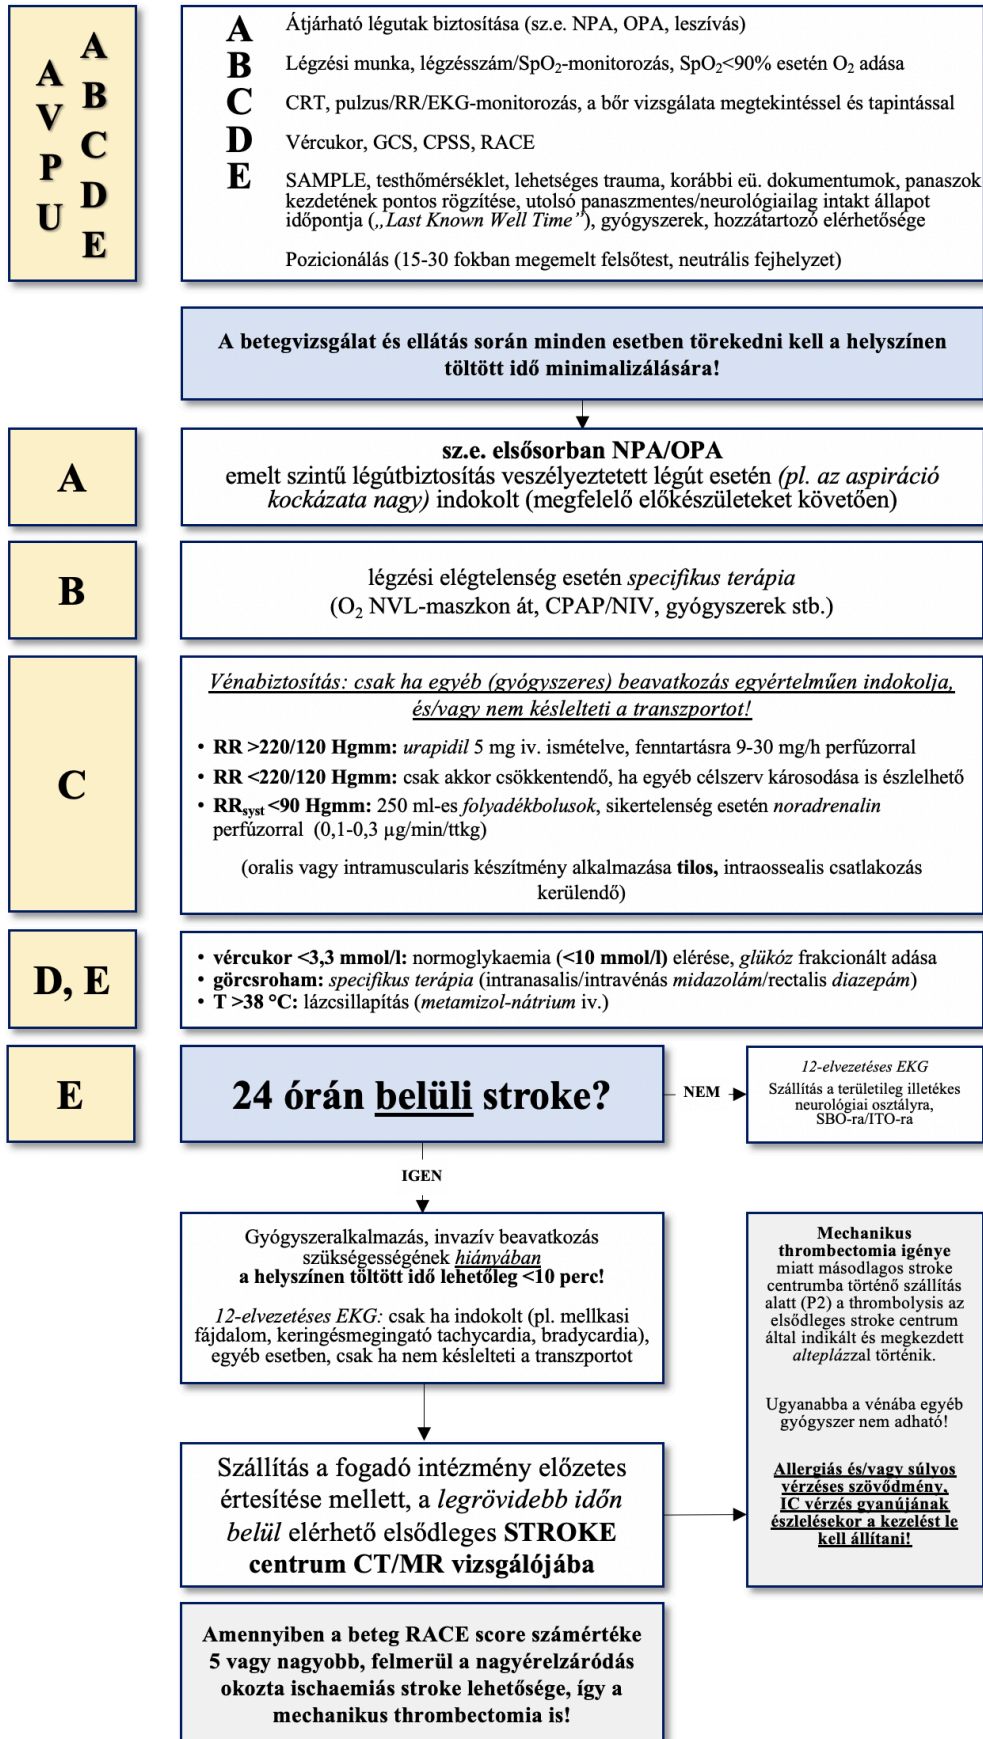 A
V
P
U
A
B
C
D
E
A Átjárható légutak biztosítása (sz.e. NPA, OPA, leszívás)
B Légzési munka, légzésszám/SpO₂-monitorozás, SpO₂<90% esetén O₂ adása
C CRT, pulzus/RR/EKG-monitorozás, a bőr vizsgálata megtekintéssel és tapintással
D Vércukor, GCS, CPSS, RACE
E SAMPLE, testhőmérséklet, lehetséges trauma, korábbi eü. dokumentumok, panaszok
kezdetének pontos rögzítése, utolsó panaszmentes/neurológiailag intakt állapot
időpontja („Last Known Well Time”), gyógyszerek, hozzátartozó elérhetősége
Pozicionálás (15-30 fokban megemelt felsőtest, neutrális fejhelyzet)
A betegvizsgálat és ellátás során minden esetben törekedni kell a helyszínen
töltött idő minimalizálására!
A
sz.e. elsősorban NPA/OPA
emelt szintű légútbiztosítás veszélyeztetett légút esetén (pl. az aspiráció
kockázata nagy) indokolt (megfelelő előkészületeket követően)
B
légzési elégtelenség esetén specifikus terápia
(O₂ NVL-maszkon át, CPAP/NIV, gyógyszerek stb.)
C
Vénabiztosítás: csak ha egyéb (gyógyszeres) beavatkozás egyértelműen indokolja,
és/vagy nem késlelteti a transzportot!
• RR >220/120 Hgmm: urapidil 5 mg iv. ismételve, fenntartásra 9-30 mg/h perfúzorral
• RR <220/120 Hgmm: csak akkor csökkentendő, ha egyéb célszerv károsodása is észlelhető
• RRsyst <90 Hgmm: 250 ml-es folyadékbolusok, sikertelenség esetén noradrenalin
perfúzorral (0,1-0,3 µg/min/ttkg)
(oralis vagy intramuscularis készítmény alkalmazása tilos, intraossealis csatlakozás
kerülendő)
D, E
• vércukor <3,3 mmol/l: normoglykaemia (<10 mmol/l) elérése, glükóz frakcionált adása
• görcsroham: specifikus terápia (intranasalis/intravénás midazolám/rectalis diazepám)
• T >38 °C: lázcsillapítás (metamizol-nátrium iv.)
E
24 órán belüli stroke?
NEM
12-elvezetéses EKG
Szállítás a területileg illetékes
neurológiai osztályra,
SBO-ra/ITO-ra
IGEN
Gyógyszeralkalmazás, invazív beavatkozás
szükségességének hiányában
a helyszínen töltött idő lehetőleg <10 perc!
12-elvezetéses EKG: csak ha indokolt (pl. mellkasi
fájdalom, keringésmegingató tachycardia, bradycardia),
egyéb esetben, csak ha nem késlelteti a transzportot
Mechanikus
thrombectomia igénye
miatt másodlagos stroke
centrumba történő szállítás
alatt (P2) a thrombolysis az
elsődleges stroke centrum
által indikált és megkezdett
alteplázzal történik.
Ugyanabba a vénába egyéb
gyógyszer nem adható!
Allergiás és/vagy súlyos
vérzéses szövődmény,
IC vérzés gyanújának
észlelésekor a kezelést le
kell állítani!
Szállítás a fogadó intézmény előzetes
értesítése mellett, a legrövidebb időn
belül elérhető elsődleges STROKE
centrum CT/MR vizsgálójába
Amennyiben a beteg RACE score számértéke
5 vagy nagyobb, felmerül a nagyérelzáródás
okozta ischaemiás stroke lehetősége, így a
mechanikus thrombectomia is!